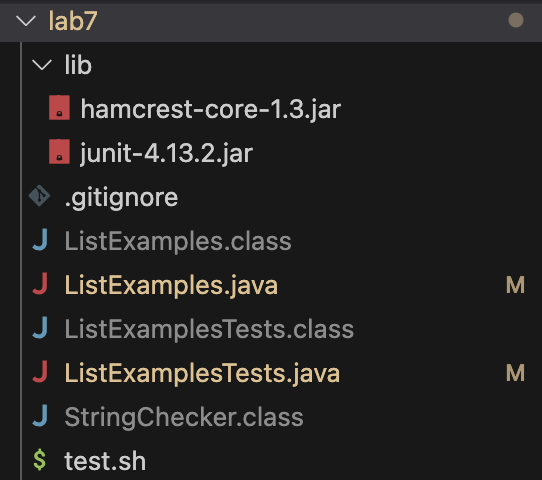 lab7
lib
hamcrest-core-1.3.jar
junit-4.13.2.jar
.gitignore
J ListExamples.class
J ListExamples.java M
J ListExamplesTests.class
J ListExamplesTests.java M
J StringChecker.class
$ test.sh